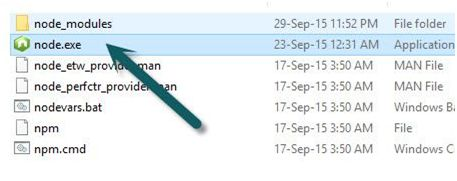 node_modules 29-Sep-15 11:52 PM File folder
node.exe 23-Sep-15 12:31 AM Application
node_etw_provider.man 17-Sep-15 3:50 AM MAN File
node_perfctr_provider.man 17-Sep-15 3:50 AM MAN File
nodevars.bat 17-Sep-15 3:50 AM Windows Ba
npm 17-Sep-15 3:50 AM File
npm.cmd 17-Sep-15 3:50 AM Windows